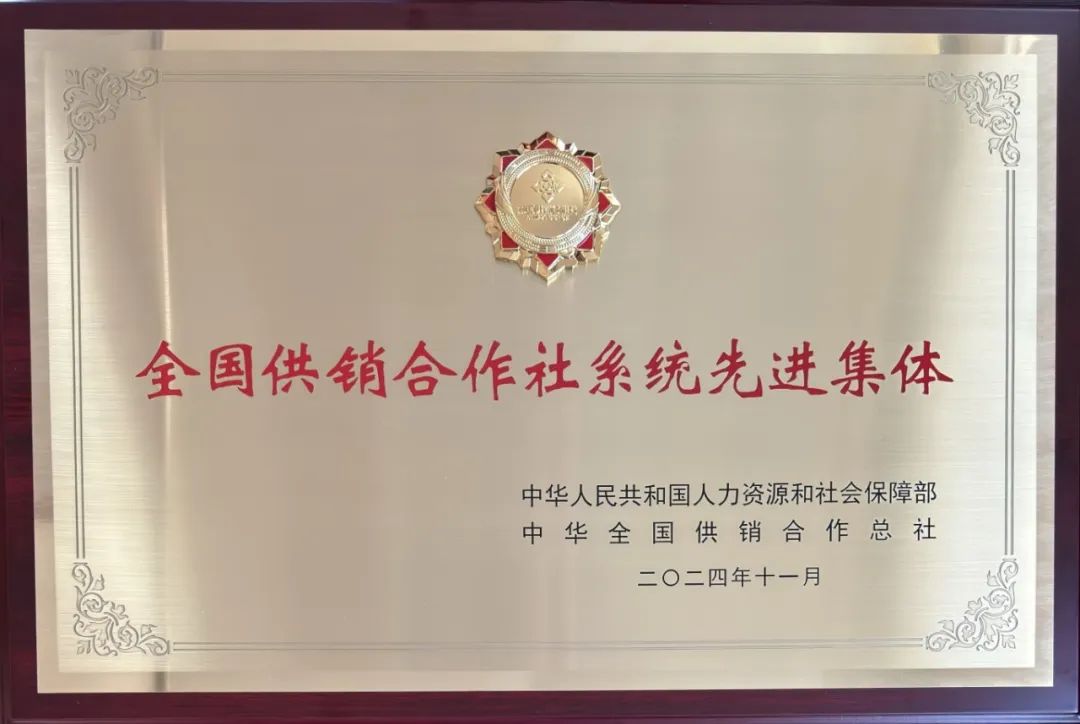 全国供销合作社系统先进集体
中华人民共和国人力资源和社会保障部
中华全国供销合作总社
二〇二四年十一月